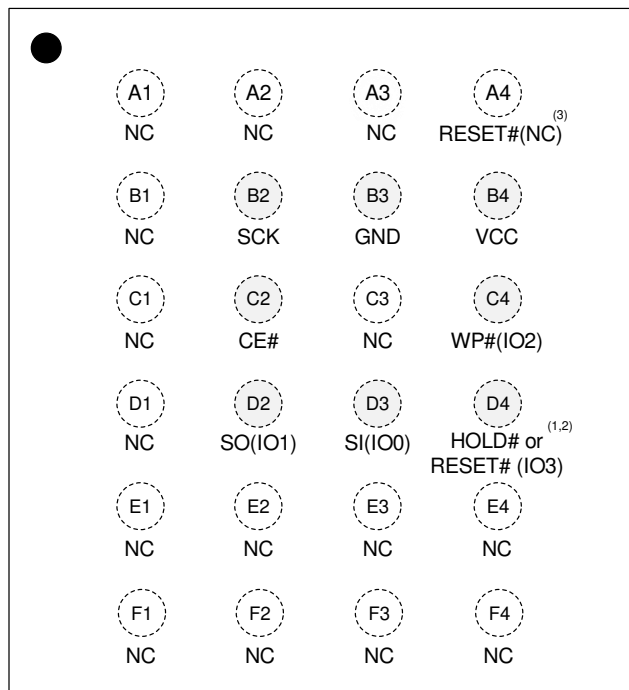 A1 A2 A3 A4
NC NC NC RESET#(NC) (3)
B1 B2 B3 B4
NC SCK GND VCC
C1 C2 C3 C4
NC CE# NC WP#(IO2)
D1 D2 D3 D4
NC SO(IO1) SI(IO0) HOLD# or (1,2)
RESET# (IO3)
E1 E2 E3 E4
NC NC NC NC
F1 F2 F3 F4
NC NC NC NC